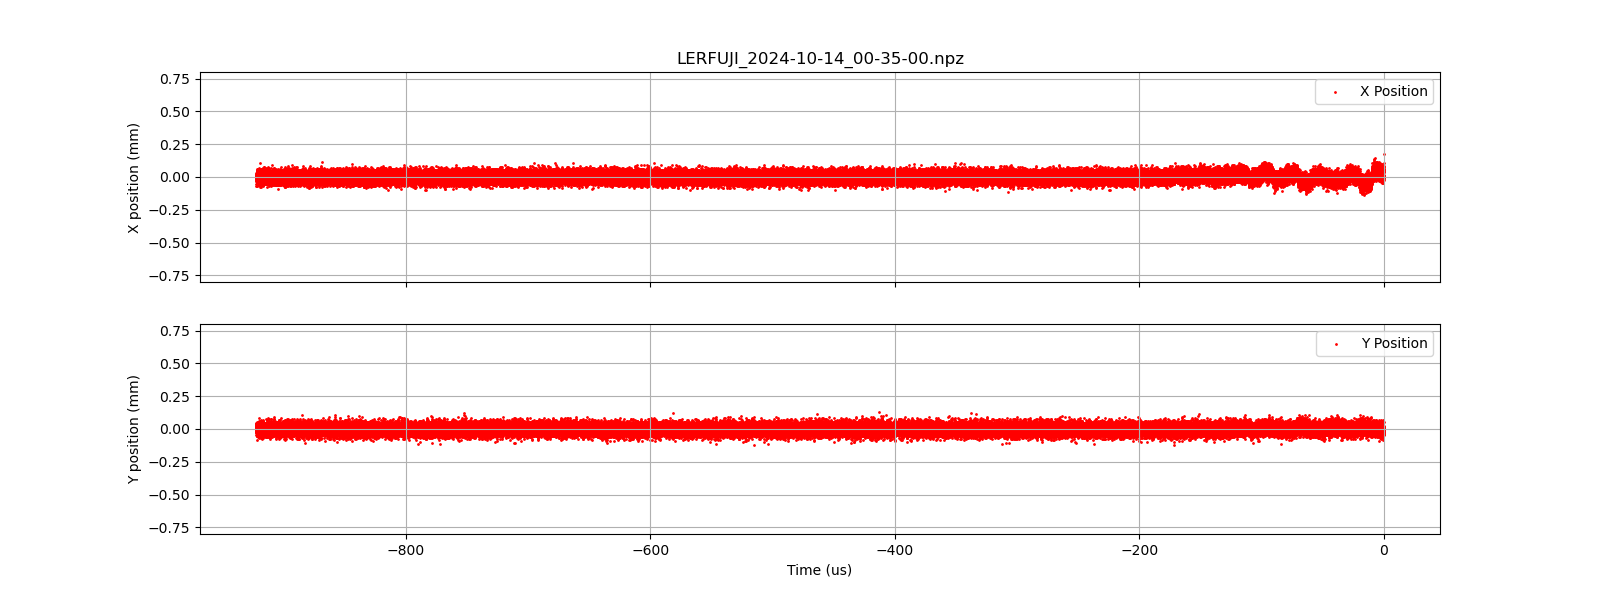 LERFUJI_2024-10-14_00-35-00.npz
0.75
0.50
0.25
0.00
−0.25
−0.50
−0.75
X position (mm)
X Position
0.75
0.50
0.25
0.00
−0.25
−0.50
−0.75
Y position (mm)
Y Position
−800 −600 −400 −200 0
Time (us)